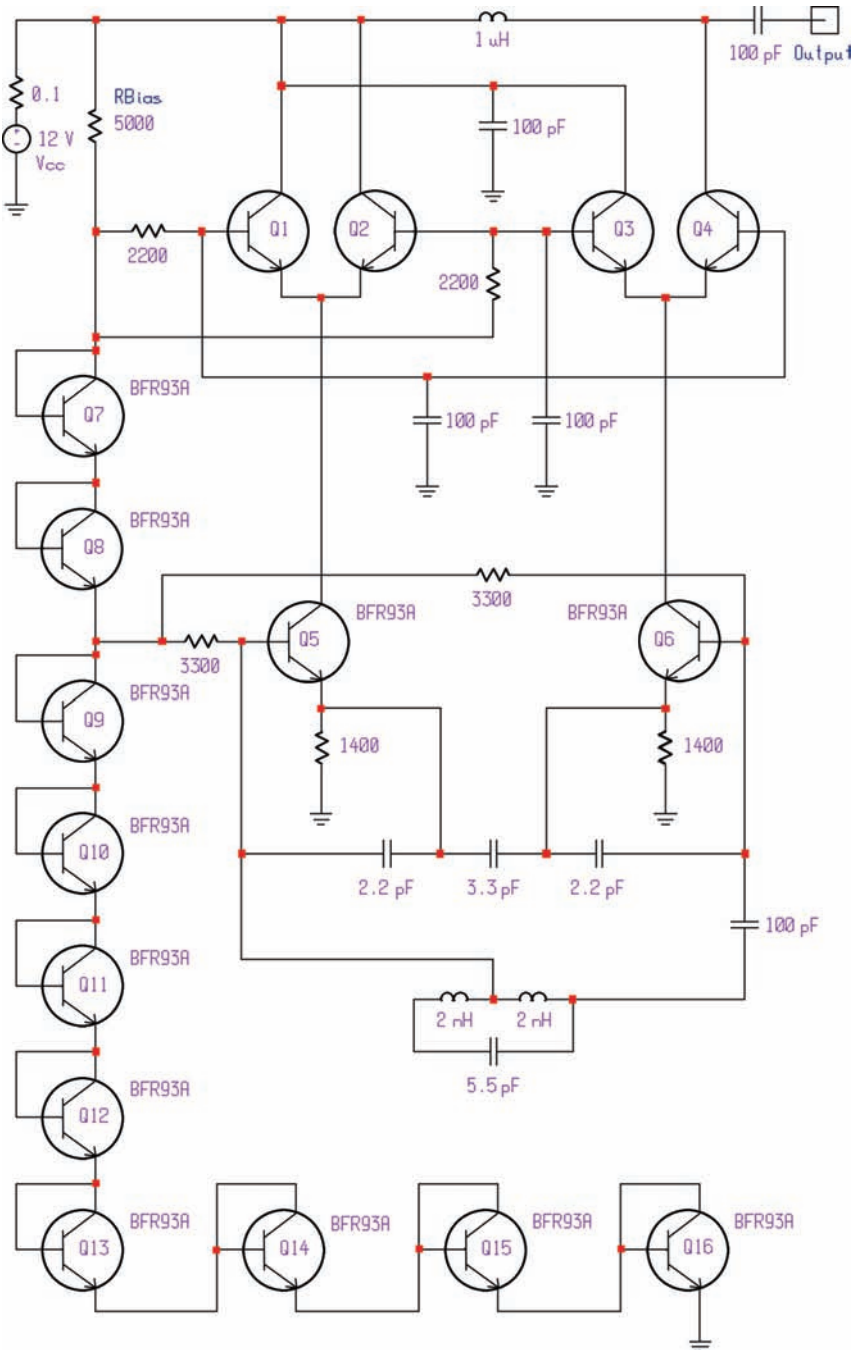 1 uH
100 pF Output
0.1
RBias
5000
12 V
Vcc
100 pF
Q1
Q2
Q3
Q4
2200
2200
BFR93A
Q7
100 pF
100 pF
BFR93A
Q8
3300
BFR93A
BFR93A
Q5
Q6
3300
BFR93A
Q9
1400
1400
BFR93A
Q10
2.2 pF
3.3 pF
2.2 pF
100 pF
BFR93A
Q11
2 nH
2 nH
5.5 pF
BFR93A
Q12
BFR93A
Q13
BFR93A
Q14
BFR93A
Q15
BFR93A
Q16